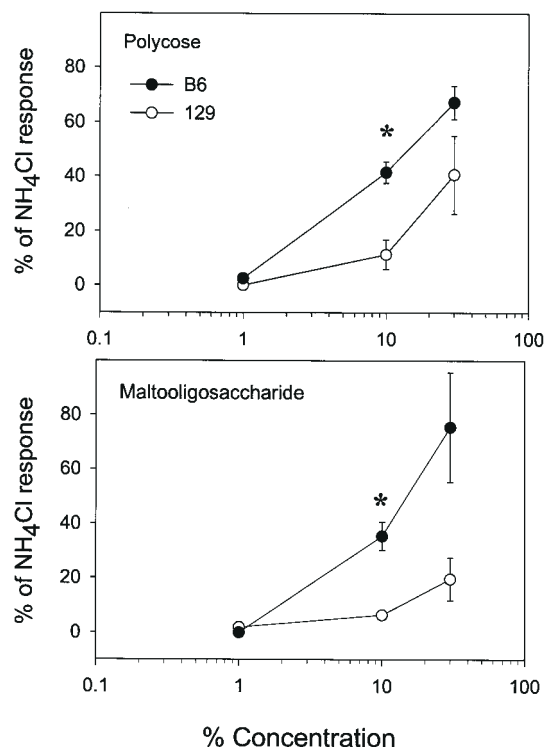 Polycose
B6
129
*
% of NH4Cl response
80
60
40
20
0
0.1 1 10 100
Maltooligosaccharide
*
% of NH4Cl response
80
60
40
20
0
0.1 1 10 100
% Concentration